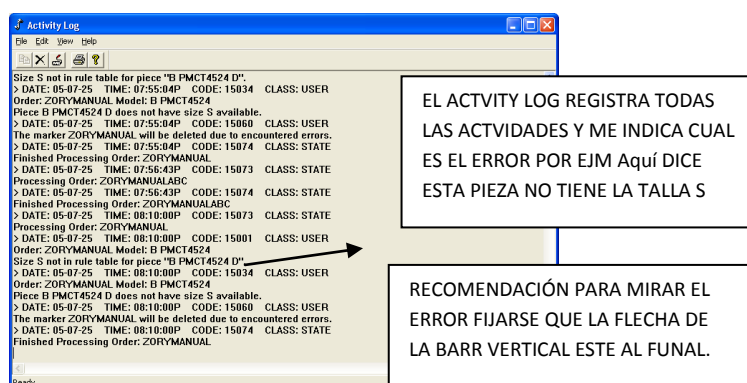 Activity Log
File Edit View Help
Size S not in rule table for piece "B PMCT4524 D".
> DATE: 05-07-25 TIME: 07:55:04P CODE: 15034 CLASS: USER
Order: ZORYMANUAL Model: B PMCT4524
Piece B PMCT4524 D does not have size S available.
> DATE: 05-07-25 TIME: 07:55:04P CODE: 15060 CLASS: USER
The marker ZORYMANUAL will be deleted due to encountered errors.
> DATE: 05-07-25 TIME: 07:55:04P CODE: 15074 CLASS: STATE
Finished Processing Order: ZORYMANUAL
> DATE: 05-07-25 TIME: 07:56:43P CODE: 15073 CLASS: STATE
Processing Order: ZORYMANUALABC
> DATE: 05-07-25 TIME: 07:56:43P CODE: 15074 CLASS: STATE
Finished Processing Order: ZORYMANUALABC
> DATE: 05-07-25 TIME: 08:10:00P CODE: 15073 CLASS: STATE
Processing Order: ZORYMANUAL
> DATE: 05-07-25 TIME: 08:10:00P CODE: 15001 CLASS: USER
Order: ZORYMANUAL Model: B PMCT4524
Size S not in rule table for piece "B PMCT4524 D".
> DATE: 05-07-25 TIME: 08:10:00P CODE: 15034 CLASS: USER
Order: ZORYMANUAL Model: B PMCT4524
Piece B PMCT4524 D does not have size S available.
> DATE: 05-07-25 TIME: 08:10:00P CODE: 15060 CLASS: USER
The marker ZORYMANUAL will be deleted due to encountered errors.
> DATE: 05-07-25 TIME: 08:10:00P CODE: 15074 CLASS: STATE
Finished Processing Order: ZORYMANUAL
Ready
EL ACTVITY LOG REGISTRA TODAS
LAS ACTVIDADES Y ME INDICA CUAL
ES EL ERROR POR EJM Aquí DICE
ESTA PIEZA NO TIENE LA TALLA S
RECOMENDACIÓN PARA MIRAR EL
ERROR FIJARSE QUE LA FLECHA DE
LA BARR VERTICAL ESTE AL FUNAL.